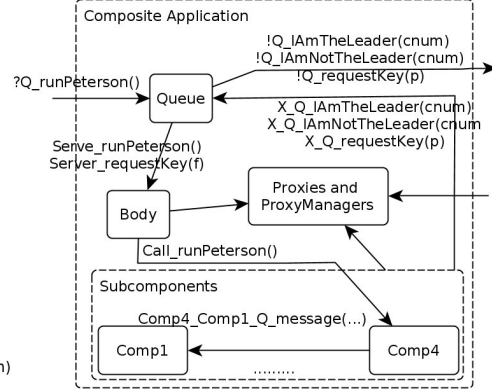 Composite Application
!Q_IAmTheLeader(cnum)
!Q_IAmNotTheLeader(cnum)
!Q_requestKey(p)
?Q_runPeterson()
Queue
X_Q_IAmTheLeader(cnum)
X_Q_IAmNotTheLeader(cnum
X_Q_requestKey(p)
Serve_runPeterson()
Server_requestKey(f)
Proxies and
ProxyManagers
Body
Call_runPeterson()
Subcomponents
Comp4_Comp1_Q_message(...)
Comp1
Comp4
.........
n)